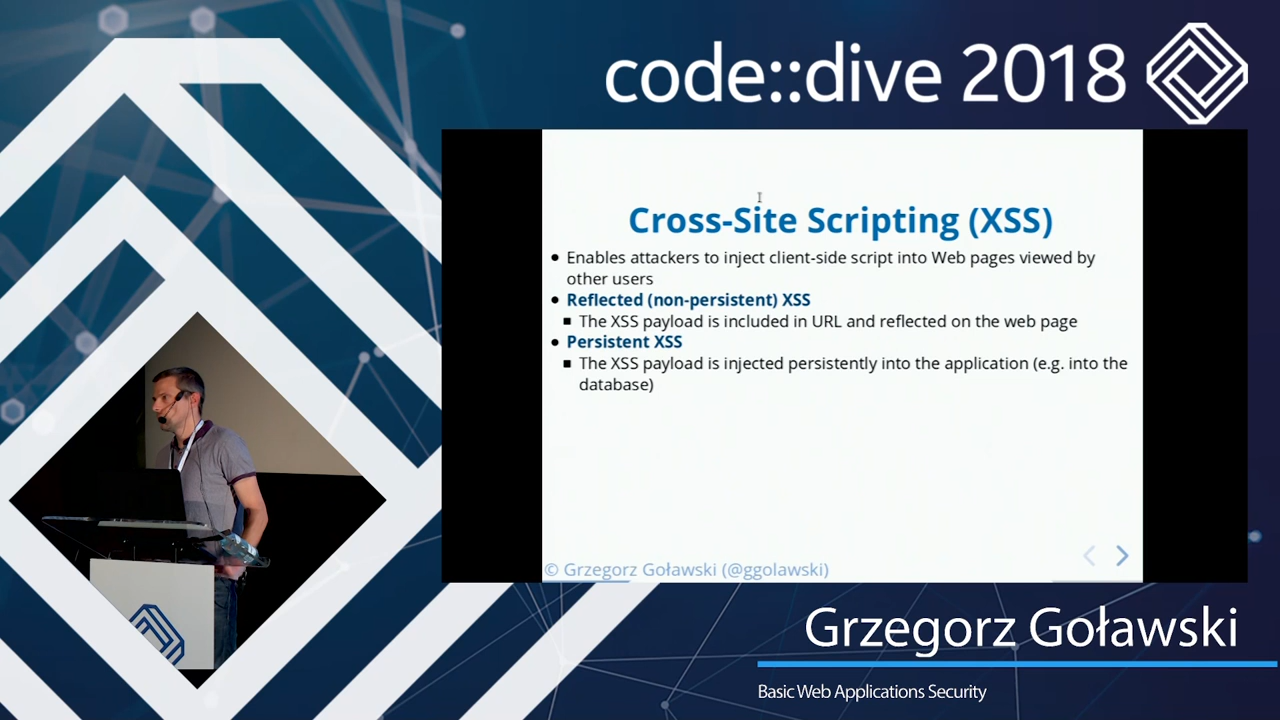 code::dive 2018
Cross-Site Scripting (XSS)
• Enables attackers to inject client-side script into Web pages viewed by
other users
• Reflected (non-persistent) XSS
▪ The XSS payload is included in URL and reflected on the web page
• Persistent XSS
▪ The XSS payload is injected persistently into the application (e.g. into the
database)
© Grzegorz Goławski (@ggolawski)
Grzegorz Goławski
Basic Web Applications Security